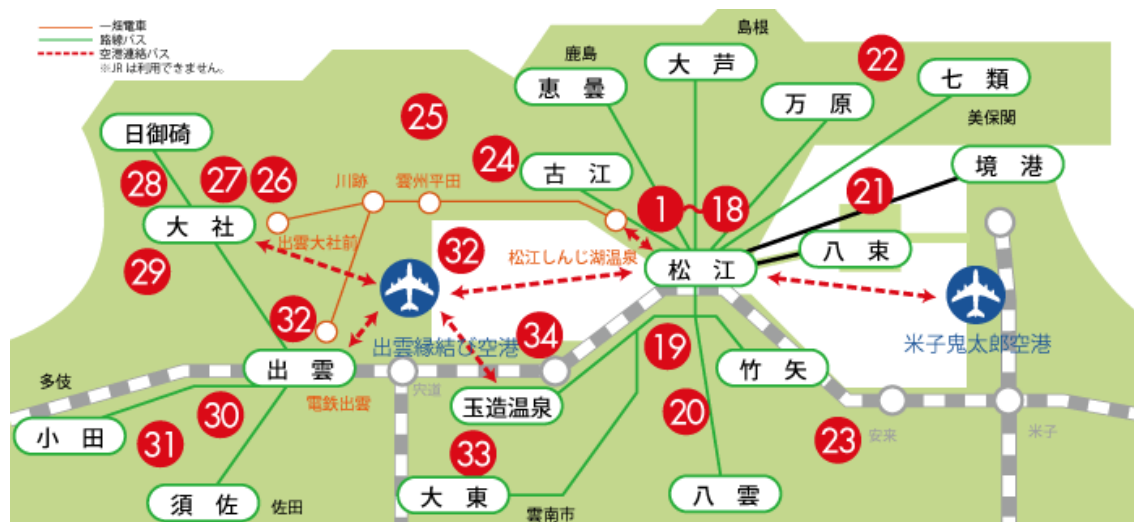 一畑電車
路線バス
空港連絡バス
※JRは利用できません。
島根
鹿島
大芦
22
七類
恵曇
万原
美保関
25
日御碕
24
古江
境港
28
27
26
川跡
雲州平田
1～18
21
大社
出雲大社前
松江しんじ湖温泉
32
松江
八束
29
32
34
出雲縁結び空港
米子鬼太郎空港
19
出雲
宍道
竹矢
多伎
電鉄出雲
玉造温泉
20
30
小田
31
23
安来
米子
33
須佐
佐田
大東
雲南市
八雲